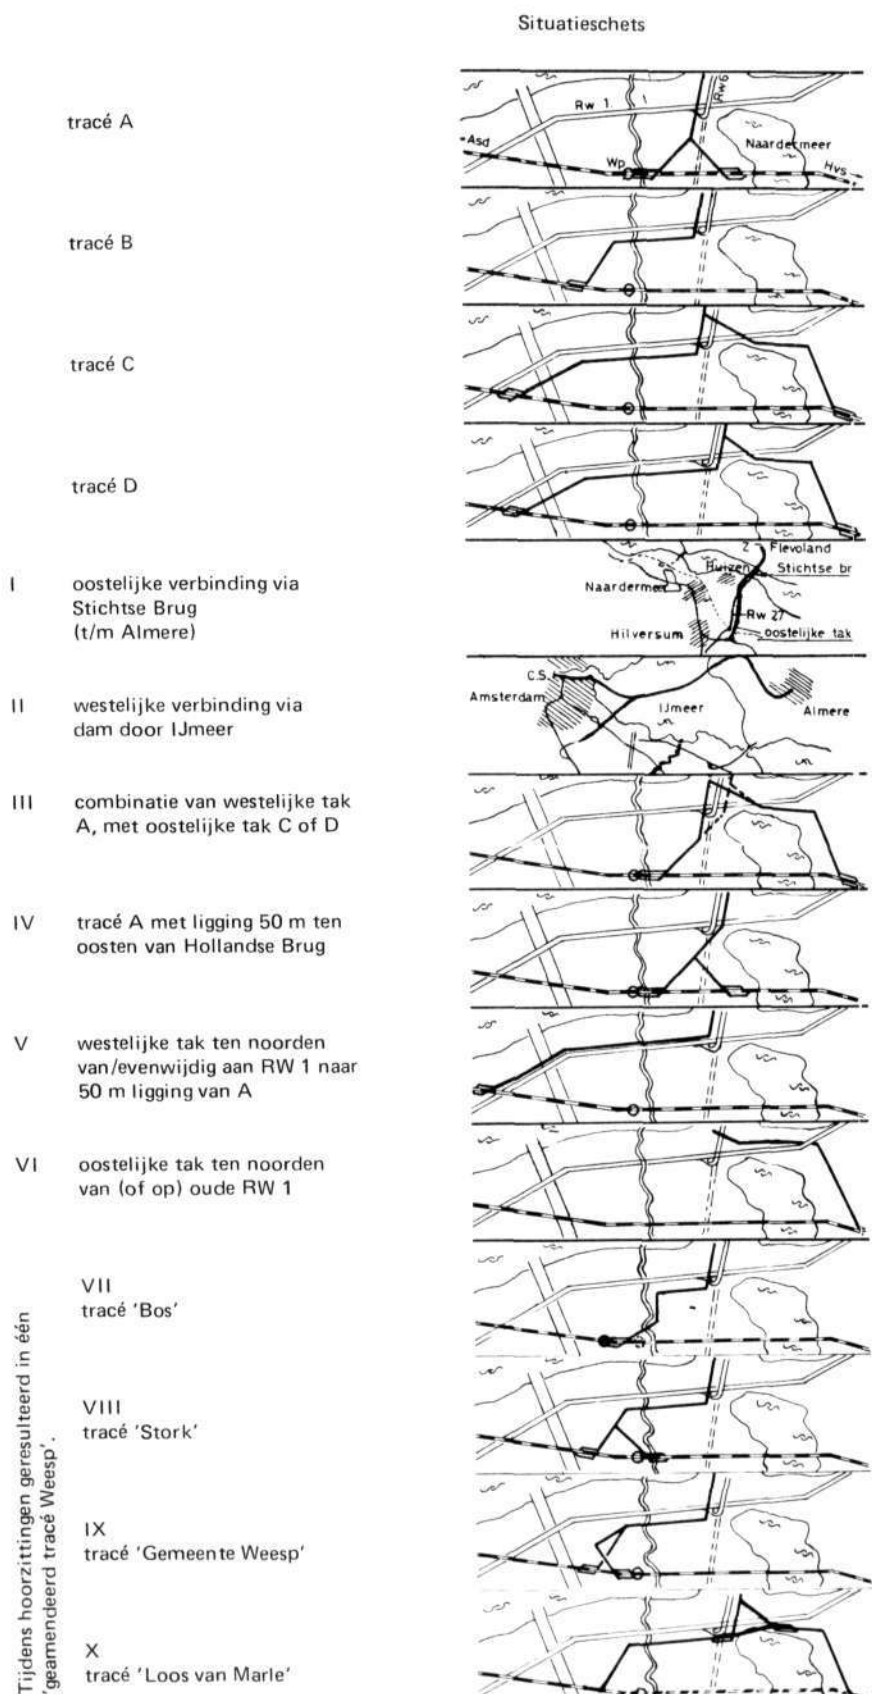 Situatieschets
tracé A
Rw 1.
Rw6
Asd
Wp
Naardermeer
Hvs
tracé B
tracé C
tracé D
I oostelijke verbinding via
Stichtse Brug
(t/m Almere)
Z - Flevoland
Huizen
Stichtse br
Naardermeer
Rw 27
Hilversum
oostelijke tak
II westelijke verbinding via
dam door IJmeer
C.S.
Amsterdam
IJmeer
Almere
III combinatie van westelijke tak
A, met oostelijke tak C of D
IV tracé A met ligging 50 m ten
oosten van Hollandse Brug
V westelijke tak ten noorden
van/evenwijdig aan RW 1 naar
50 m ligging van A
VI oostelijke tak ten noorden
van (of op) oude RW 1
Tijdens hoorzittingen geresulteerd in één
'geamendeerd tracé Weesp'.
VII
tracé 'Bos'
VIII
tracé 'Stork'
IX
tracé 'Gemeente Weesp'
X
tracé 'Loos van Marle'